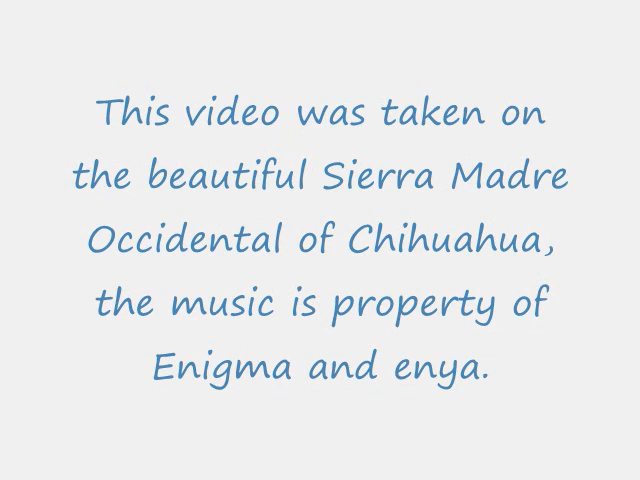 This video was taken on
the beautiful Sierra Madre
Occidental of Chihuahua,
the music is property of
Enigma and enya.